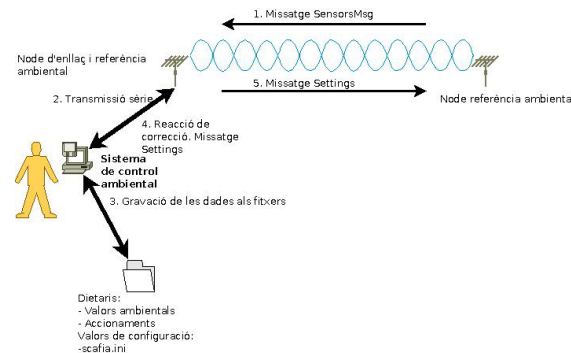 1. Missatge SensorsMsg
Node d'enllaç i referència
ambiental
5. Missatge Settings
Node referència ambienta
2. Transmissió sèrie
4. Reacció de
correcció. Missatge
Settings
Sistema
de control
ambiental
3. Gravació de les dades als fitxers
Dietaris:
- Valors ambientals
- Accionaments
Valors de configuració:
-scafia.ini